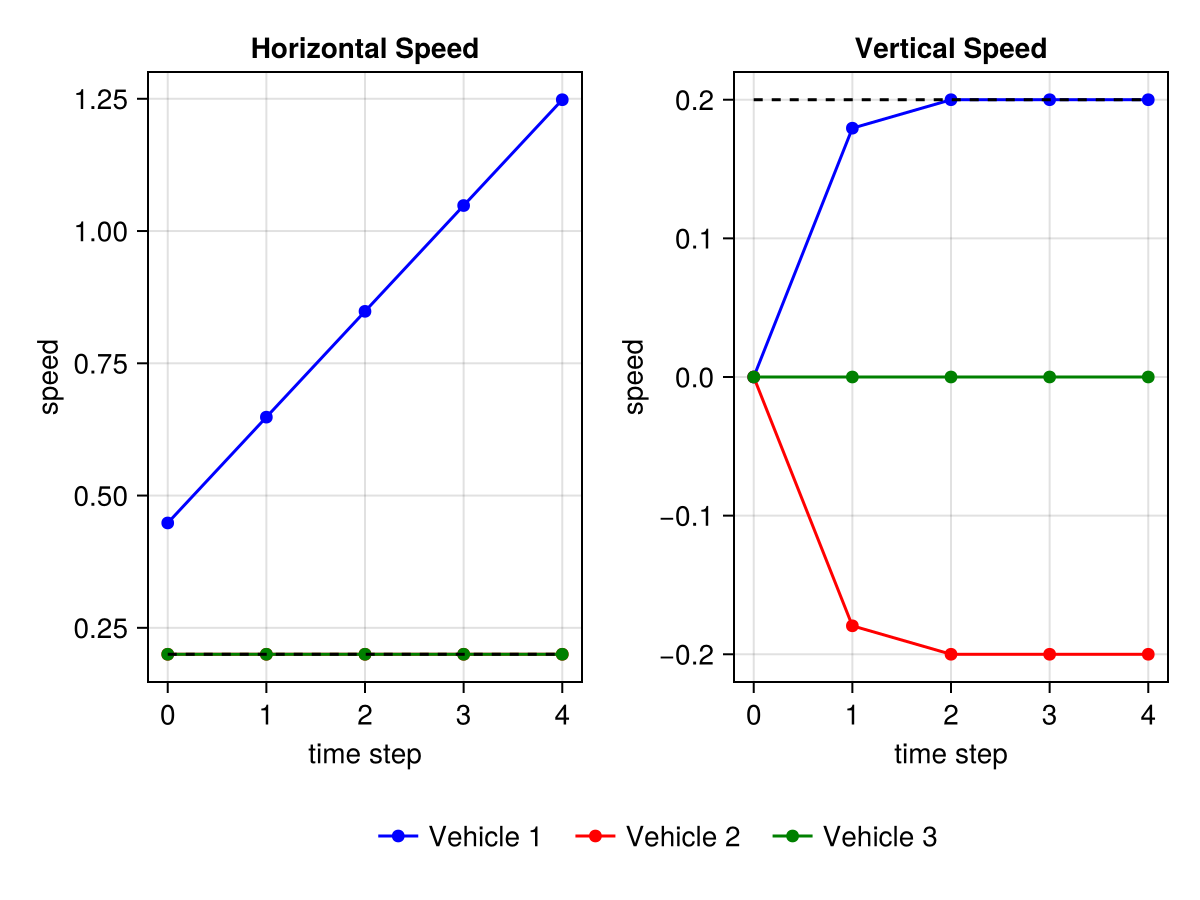 Horizontal Speed
1.25
1.00
0.75
0.50
0.25
speed
0 1 2 3 4
time step
Vertical Speed
0.2
0.1
0.0
−0.1
−0.2
speed
0 1 2 3 4
time step
Vehicle 1 Vehicle 2 Vehicle 3